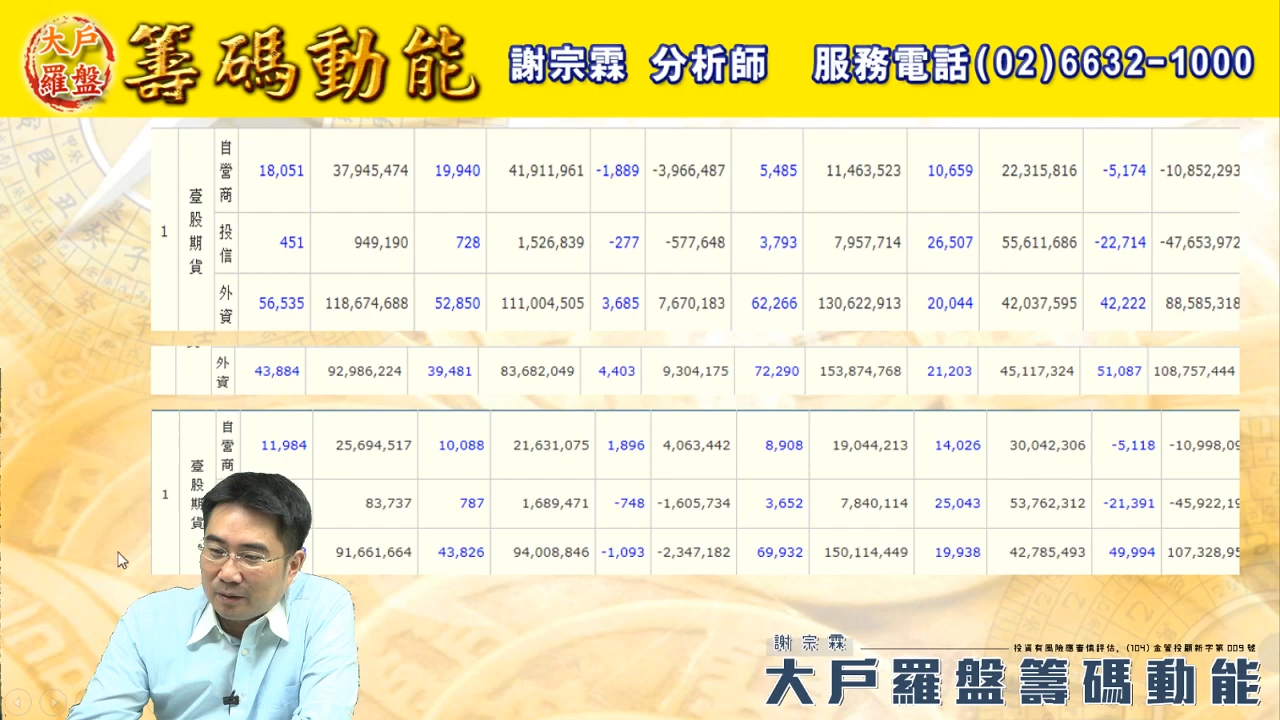 大戶
羅盤
籌碼動能
謝宗霖 分析師 服務電話(02)6632-1000
1 臺股期貨 自營商 18,051 37,945,474 19,940 41,911,961 -1,889 -3,966,487 5,485 11,463,523 10,659 22,315,816 -5,174 -10,852,293
投信 451 949,190 728 1,526,839 -277 -577,648 3,793 7,957,714 26,507 55,611,686 -22,714 -47,653,972
外資 56,535 118,674,688 52,850 111,004,505 3,685 7,670,183 62,266 130,622,913 20,044 42,037,595 42,222 88,585,318
外資 43,884 92,986,224 39,481 83,682,049 4,403 9,304,175 72,290 153,874,768 21,203 45,117,324 51,087 108,757,444
1 臺股期貨 自營商 11,984 25,694,517 10,088 21,631,075 1,896 4,063,442 8,908 19,044,213 14,026 30,042,306 -5,118 -10,998,09
83,737 787 1,689,471 -748 -1,605,734 3,652 7,840,114 25,043 53,762,312 -21,391 -45,922,19
91,661,664 43,826 94,008,846 -1,093 -2,347,182 69,932 150,114,449 19,938 42,785,493 49,994 107,328,95
謝宗霖
投資有風險應審慎評估。(104)金管投顧新字第009號
大戶羅盤籌碼動能